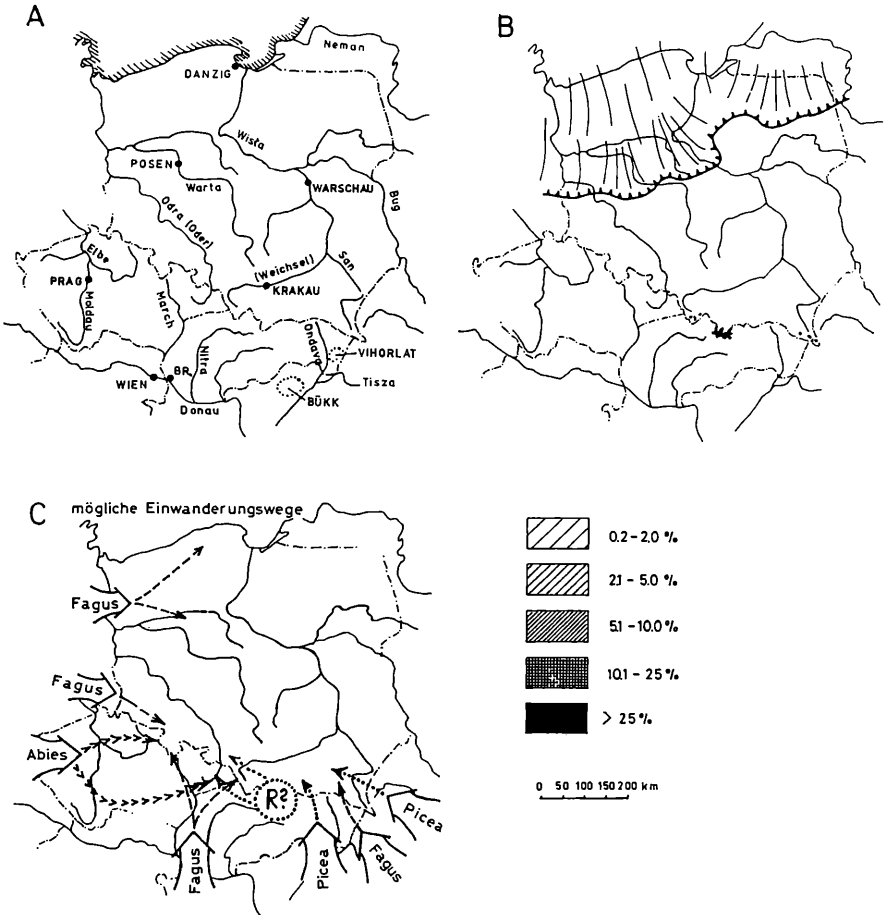 A
Neman
DANZIG
Wisła
POSEN
Warta
WARSCHAU
Bug
Odra (Oder)
Elbe
PRAG
Moldau
March
(Weichsel)
San
KRAKAU
Ondava
VIHORLAT
Nitra
BR.
WIEN
Tisza
Donau
BÜKK
B
C
mögliche Einwanderungswege
Fagus
Fagus
Abies
R?
Picea
Fagus
Picea
Fagus
0.2 - 2.0 %
2.1 - 5.0 %
5.1 - 10.0 %
10.1 - 25 %
> 25 %
0 50 100 150 200 km